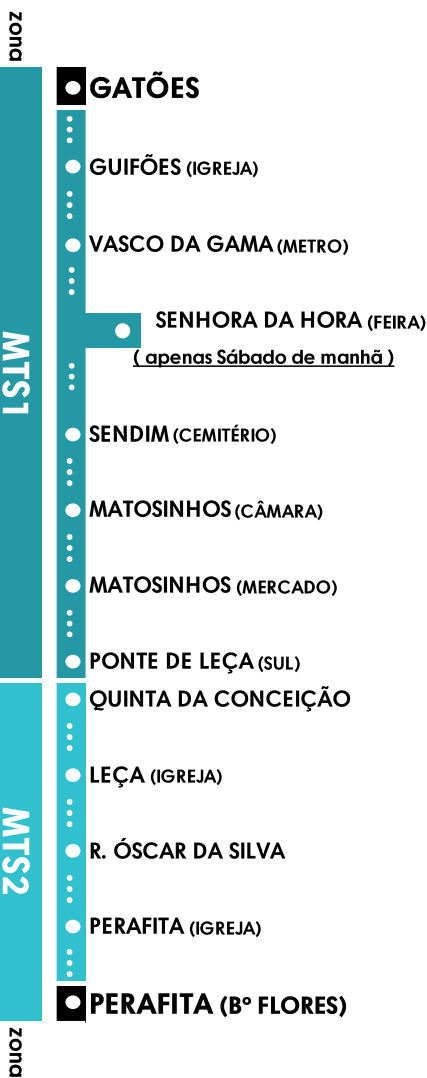 zona
GATÕES
GUIFÕES (IGREJA)
VASCO DA GAMA (METRO)
SENHORA DA HORA (FEIRA)
( apenas Sábado de manhã )
MTS1
SENDIM (CEMITÉRIO)
MATOSINHOS (CÂMARA)
MATOSINHOS (MERCADO)
PONTE DE LEÇA (SUL)
QUINTA DA CONCEIÇÃO
LEÇA (IGREJA)
MTS2
R. ÓSCAR DA SILVA
PERAFITA (IGREJA)
PERAFITA (Bº FLORES)
zona